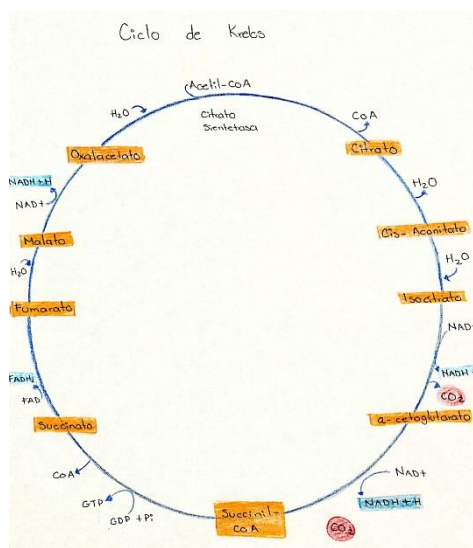 Ciclo de Krebs
Acetil-CoA
H₂O
Citrato
Sientetasa
CoA
Oxalacetato
Citrato
NADH+H
NAD+
H₂O
Cis-Aconitato
Malato
H₂O
H₂O
Isocitrato
Fumarato
NAD
NADH
CO₂
FADH₂
FAD
Succinato
α-cetoglutarato
CoA
NAD+
NADH+H
GTP
GDP +Pi
Succinil-
CoA
CO₂